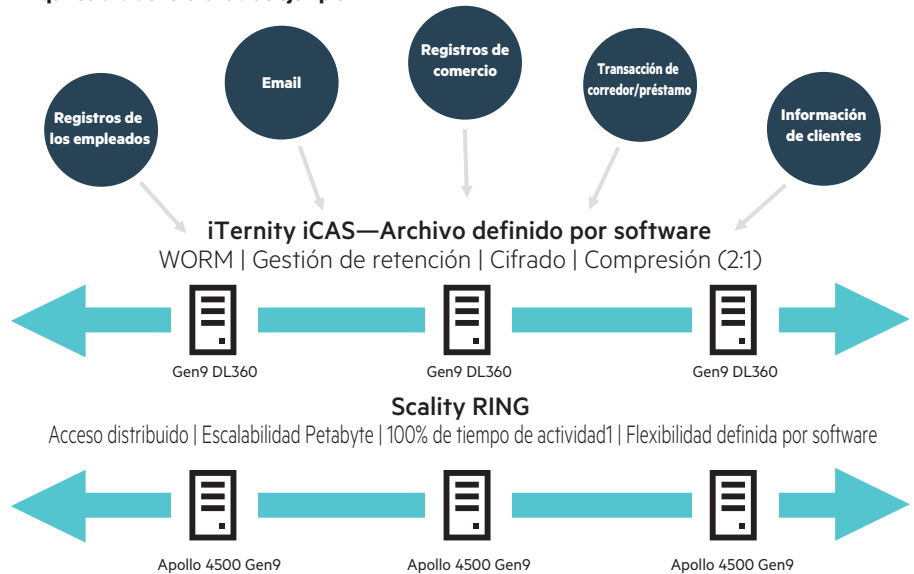 Registros de
los empleados
Email
Registros de
comercio
Transacción de
corredor/préstamo
Información
de clientes
iTernity iCAS—Archivo definido por software
WORM | Gestión de retención | Cifrado | Compresión (2:1)
Gen9 DL360
Gen9 DL360
Gen9 DL360
Scality RING
Acceso distribuido | Escalabilidad Petabyte | 100% de tiempo de actividad1 | Flexibilidad definida por software
Apollo 4500 Gen9
Apollo 4500 Gen9
Apollo 4500 Gen9